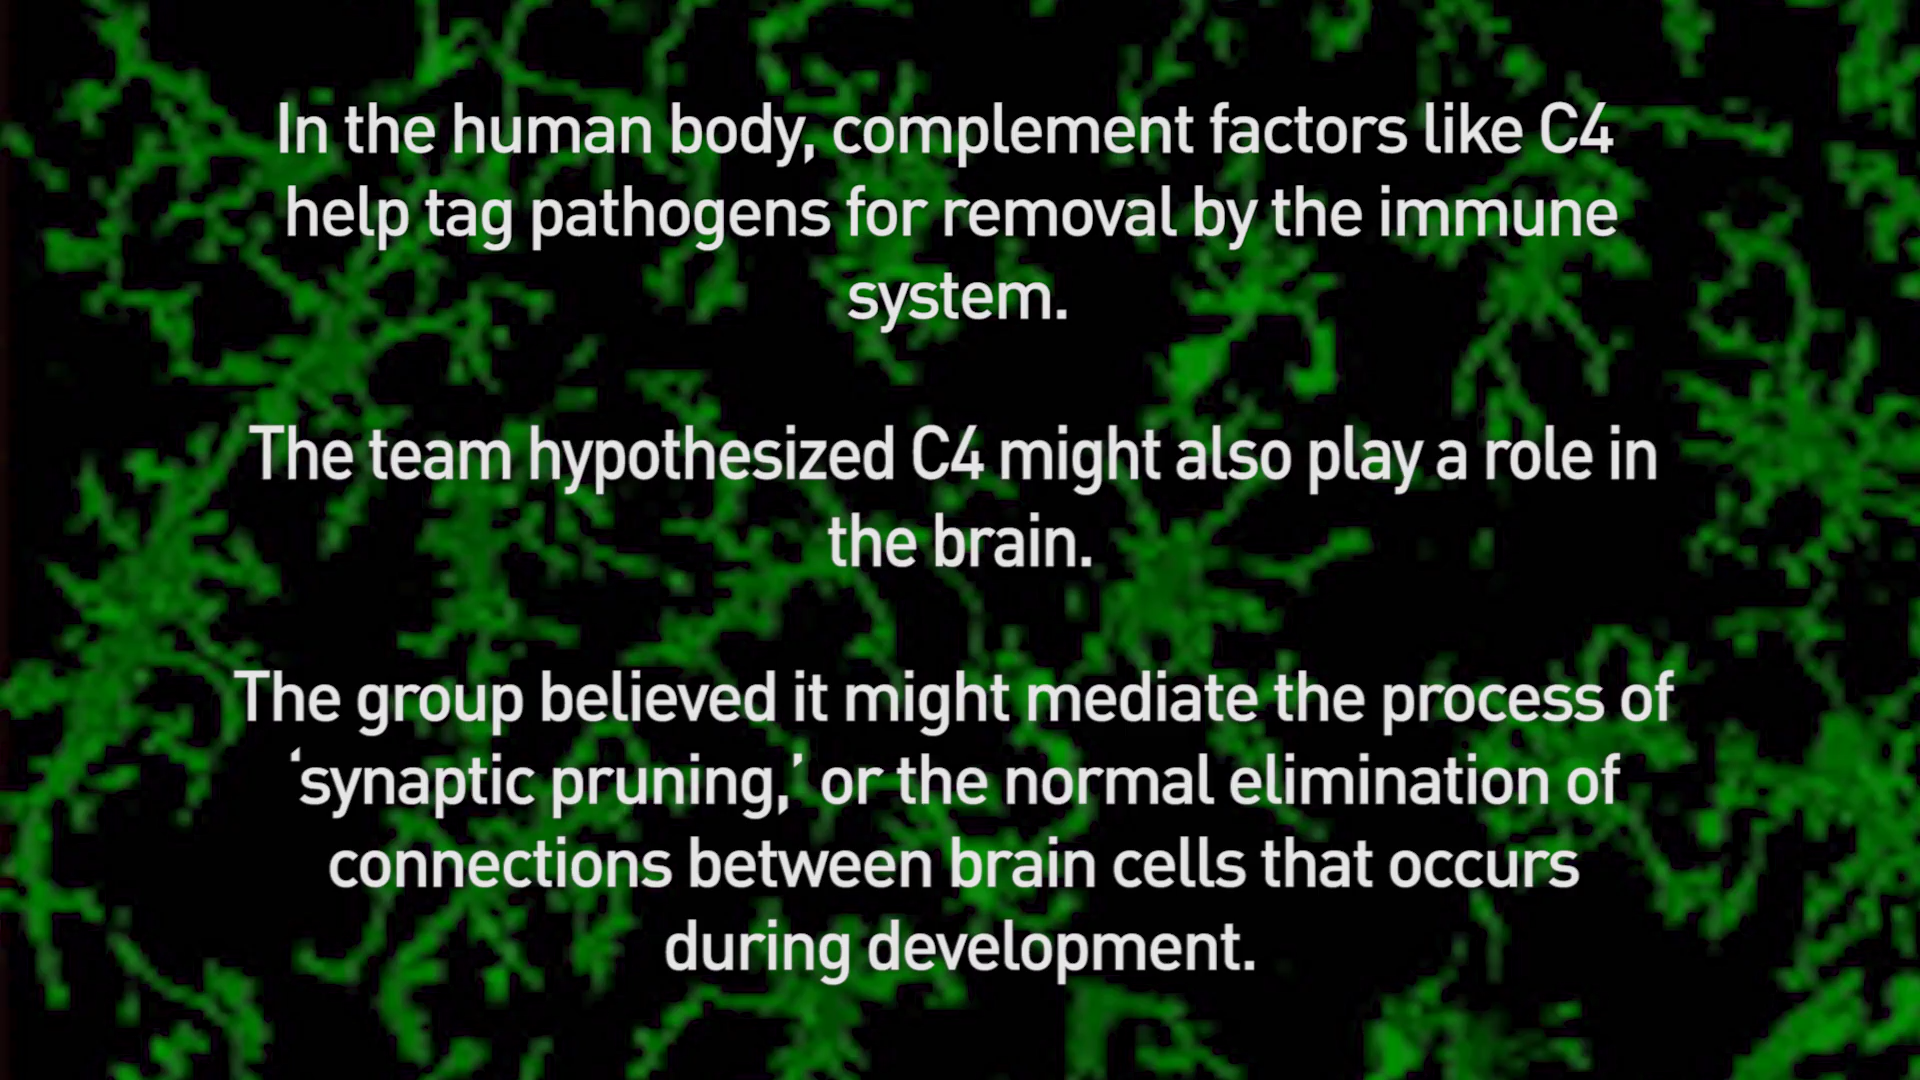 In the human body, complement factors like C4
help tag pathogens for removal by the immune
system.
The team hypothesized C4 might also play a role in
the brain.
The group believed it might mediate the process of
‘synaptic pruning,’ or the normal elimination of
connections between brain cells that occurs
during development.